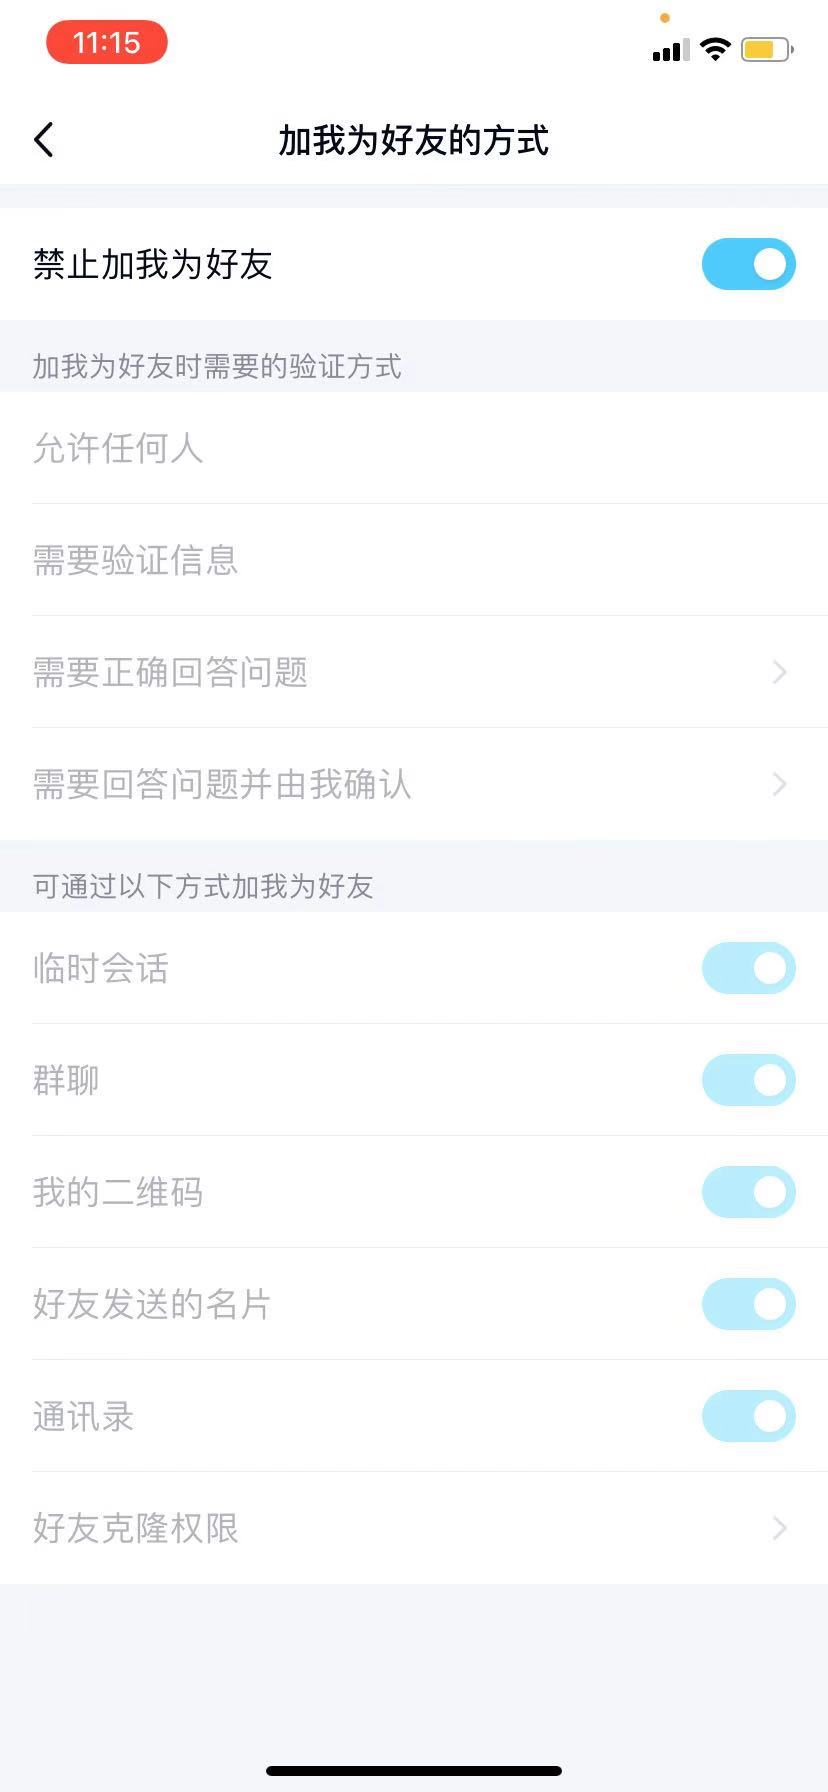 11:15
加我为好友的方式
禁止加我为好友
加我为好友时需要的验证方式
允许任何人
需要验证信息
需要正确回答问题
需要回答问题并由我确认
可通过以下方式加我为好友
临时会话
群聊
我的二维码
好友发送的名片
通讯录
好友克隆权限